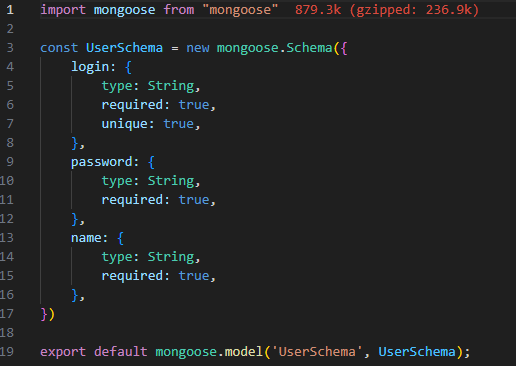 1 import mongoose from "mongoose" 879.3k (gzipped: 236.9k)
2
3 const UserSchema = new mongoose.Schema({
4     login: {
5         type: String,
6         required: true,
7         unique: true,
8     },
9     password: {
10         type: String,
11         required: true,
12     },
13     name: {
14         type: String,
15         required: true,
16     },
17 })
18
19 export default mongoose.model('UserSchema', UserSchema);